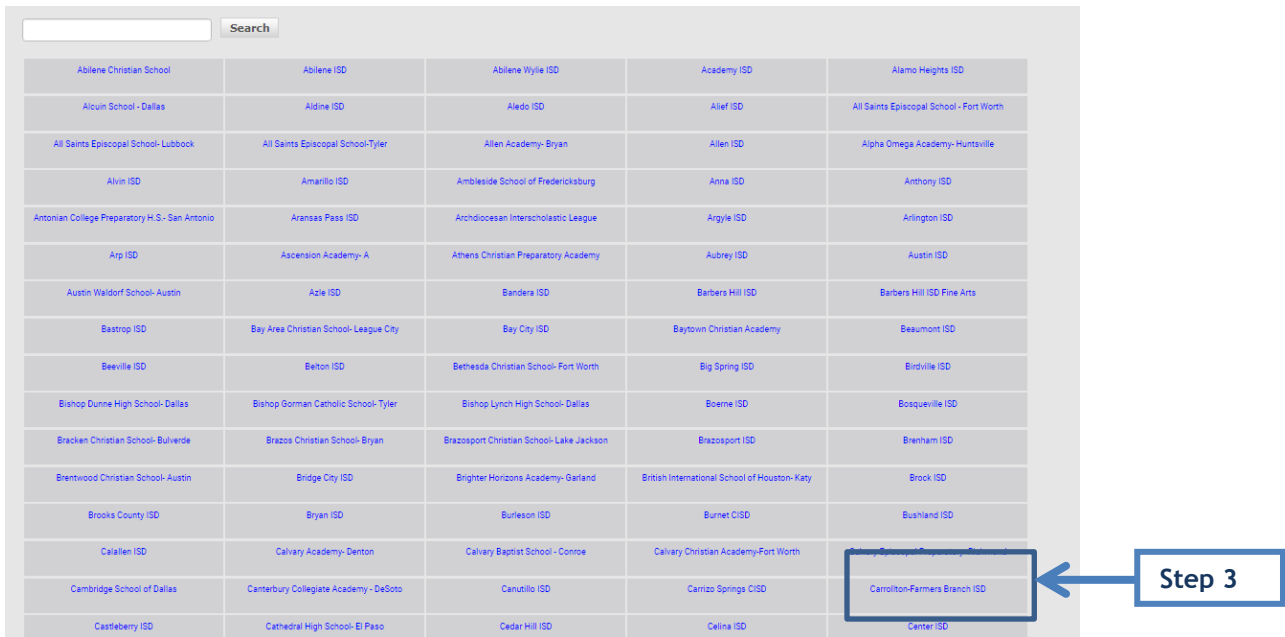 Search
Abilene Christian School Abilene ISD Abilene Wylie ISD Academy ISD Alamo Heights ISD
Alcuin School - Dallas Aldine ISD Aledo ISD Alief ISD All Saints Episcopal School - Fort Worth
All Saints Episcopal School- Lubbock All Saints Episcopal School-Tyler Allen Academy- Bryan Allen ISD Alpha Omega Academy- Huntsville
Alvin ISD Amarillo ISD Ambleside School of Fredericksburg Anna ISD Anthony ISD
Antonian College Preparatory H.S.- San Antonio Aransas Pass ISD Archdiocesan Interscholastic League Argyle ISD Arlington ISD
Arp ISD Ascension Academy- A Athens Christian Preparatory Academy Aubrey ISD Austin ISD
Austin Waldorf School- Austin Azle ISD Bandera ISD Barbers Hill ISD Barbers Hill ISD Fine Arts
Bastrop ISD Bay Area Christian School- League City Bay City ISD Baytown Christian Academy Beaumont ISD
Beeville ISD Belton ISD Bethesda Christian School- Fort Worth Big Spring ISD Birdville ISD
Bishop Dunne High School- Dallas Bishop Gorman Catholic School- Tyler Bishop Lynch High School- Dallas Boerne ISD Bosqueville ISD
Bracken Christian School- Bulverde Brazos Christian School- Bryan Brazosport Christian School- Lake Jackson Brazosport ISD Brenham ISD
Brentwood Christian School- Austin Bridge City ISD Brighter Horizons Academy- Garland British International School of Houston- Katy Brock ISD
Brooks County ISD Bryan ISD Burleson ISD Burnet CISD Bushland ISD
Calallen ISD Calvary Academy- Denton Calvary Baptist School - Conroe Calvary Christian Academy-Fort Worth Calvary Episcopal Preparatory-
Cambridge School of Dallas Canterbury Collegiate Academy - DeSoto Canutillo ISD Carrizo Springs CISD Carrollton-Farmers Branch ISD
Step 3
Castleberry ISD Cathedral High School- El Paso Cedar Hill ISD Celina ISD Center ISD